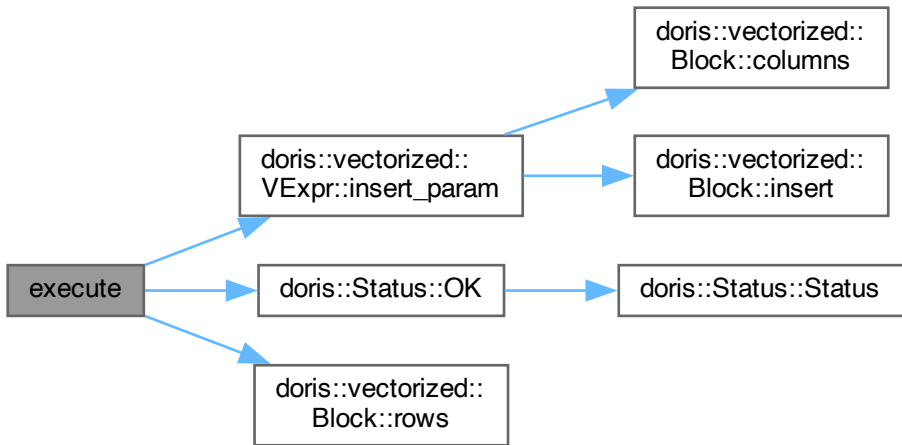 doris::vectorized::
Block::columns
doris::vectorized::
VExpr::insert_param
doris::vectorized::
Block::insert
execute
doris::Status::OK
doris::Status::Status
doris::vectorized::
Block::rows